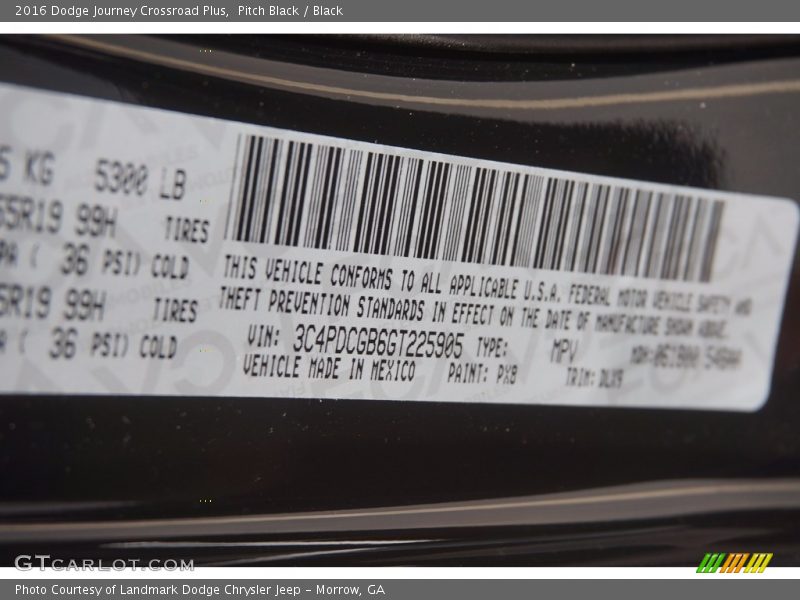 2016 Dodge Journey Crossroad Plus,  Pitch Black / Black
5 KG 5300 LB
55R19 99H TIRES
PA ( 36 PSI) COLD
5R19 99H TIRES
A ( 36 PSI) COLD
THIS VEHICLE CONFORMS TO ALL APPLICABLE U.S.A. FEDERAL MOTOR VEHICLE SAFETY AND
THEFT PREVENTION STANDARDS IN EFFECT ON THE DATE OF MANUFACTURE SHOWN ABOVE.
VIN: 3C4PDCGB6GT225905 TYPE: MPV
VEHICLE MADE IN MEXICO PAINT: PX8 TRIM:
GTCARLOT.COM
Photo Courtesy of Landmark Dodge Chrysler Jeep - Morrow, GA